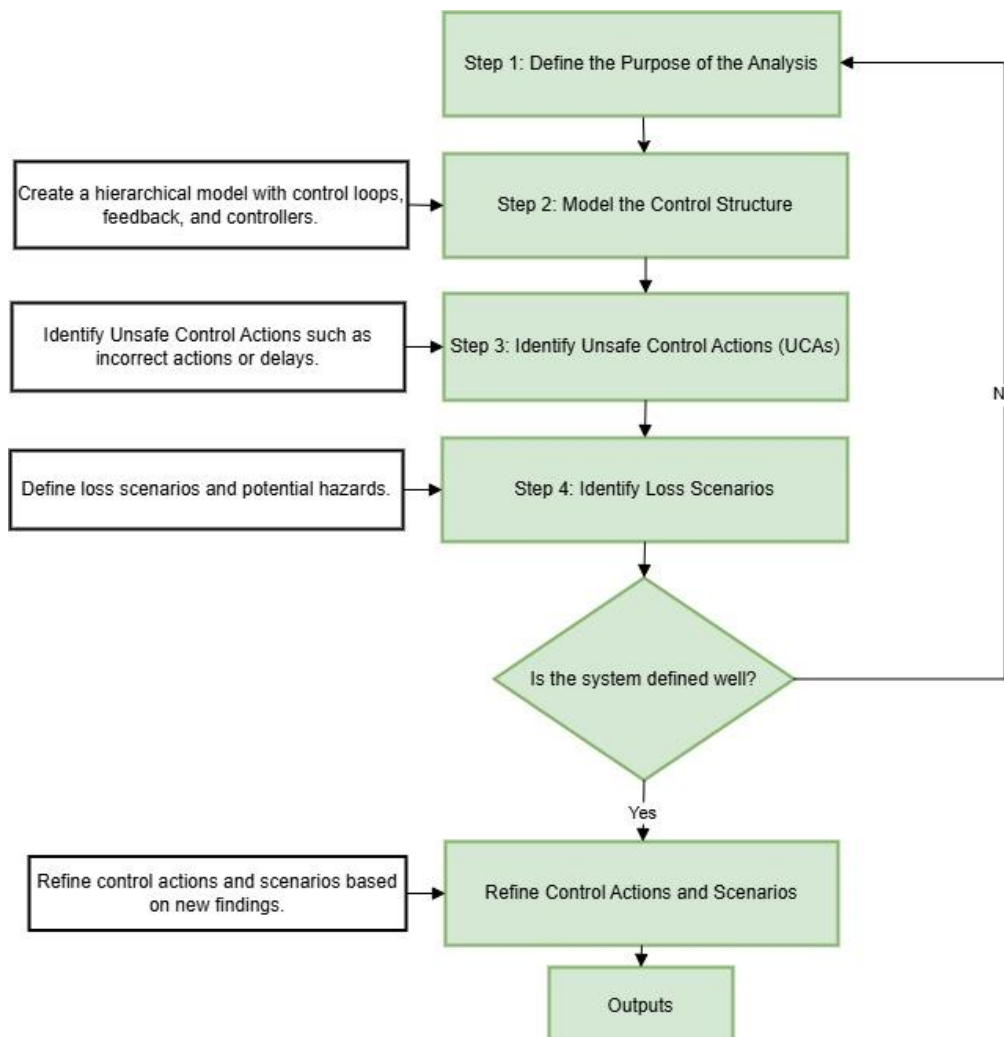 Step 1: Define the Purpose of the Analysis
Create a hierarchical model with control loops,
feedback, and controllers.
Step 2: Model the Control Structure
Identify Unsafe Control Actions such as
incorrect actions or delays.
Step 3: Identify Unsafe Control Actions (UCAs)
N
Define loss scenarios and potential hazards.
Step 4: Identify Loss Scenarios
Is the system defined well?
Yes
Refine control actions and scenarios based
on new findings.
Refine Control Actions and Scenarios
Outputs